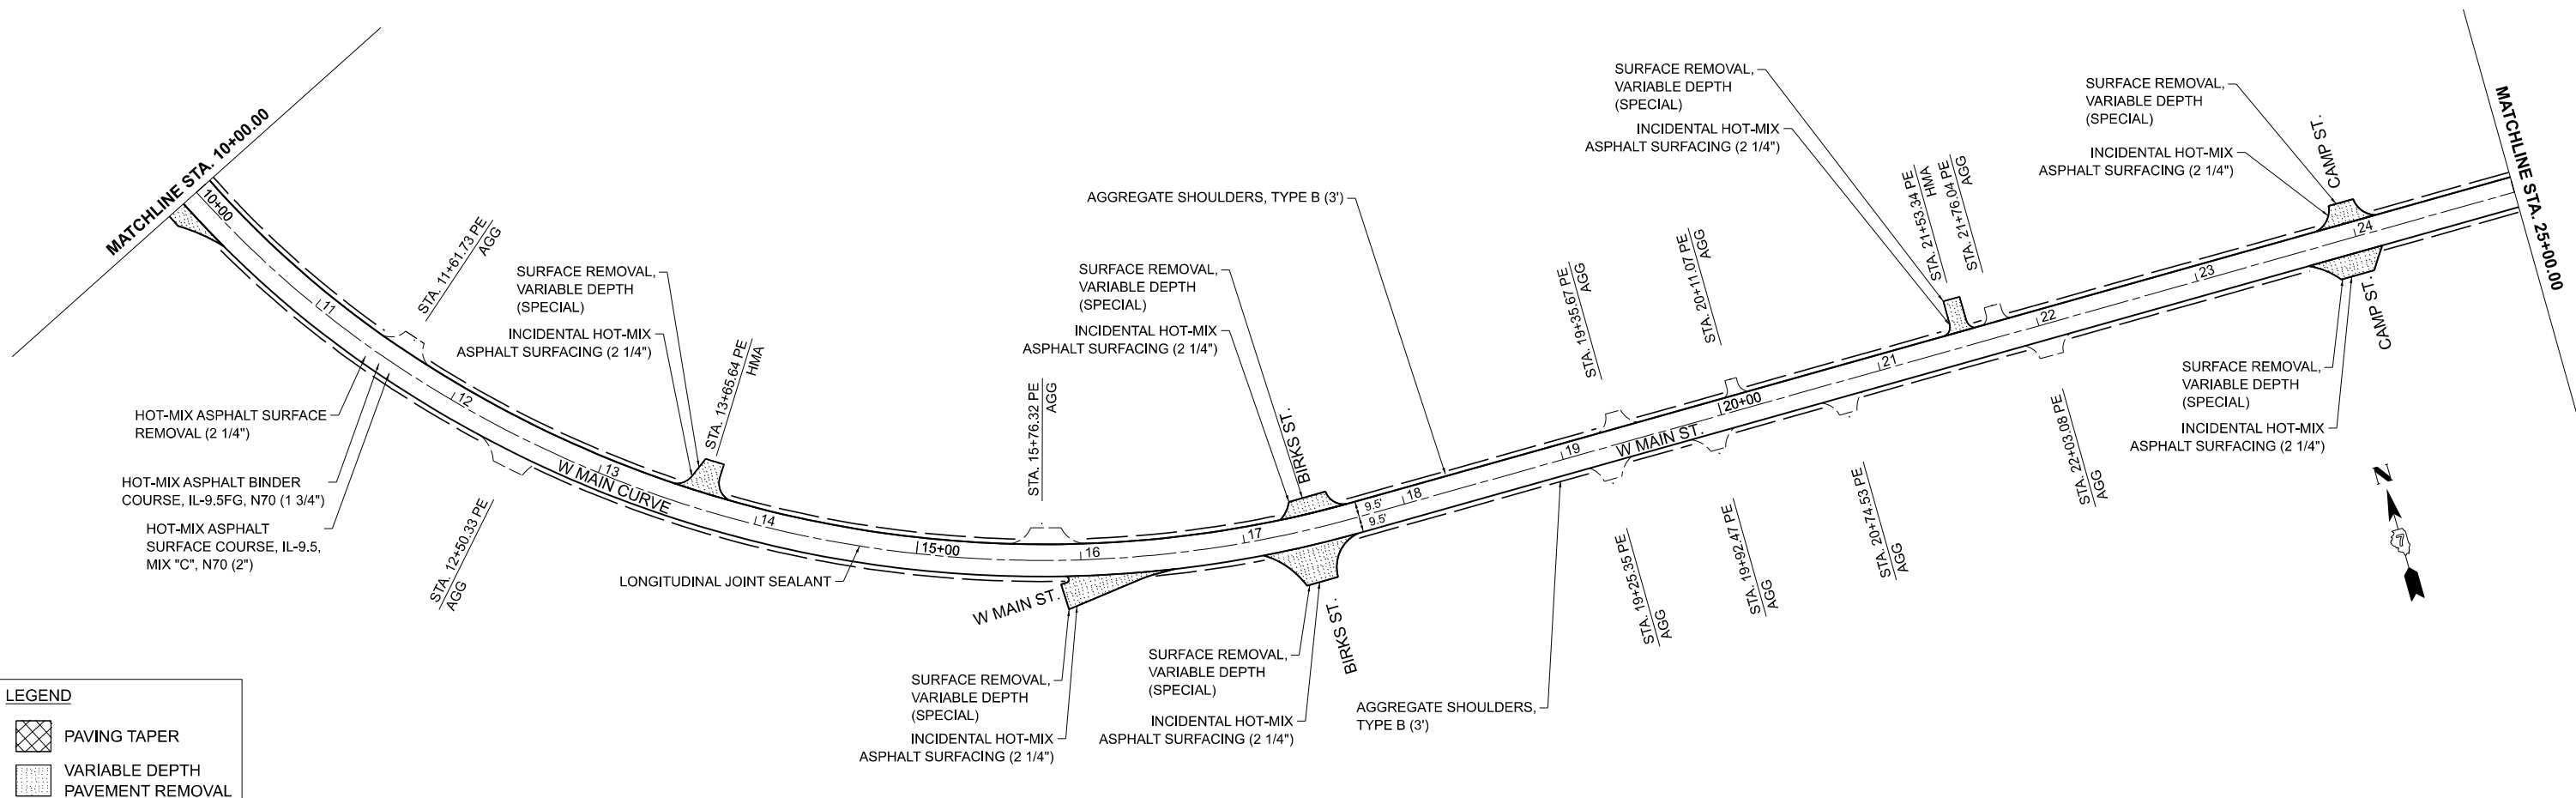 MATCHLINE STA. 10+00.00
10+00
11
12
13
14
15+00
16
17
18
19
20+00
21
22
23
24
STA. 11+61.73 PE
AGG
SURFACE REMOVAL,
VARIABLE DEPTH
(SPECIAL)
INCIDENTAL HOT-MIX
ASPHALT SURFACING (2 1/4")
STA. 13+65.64 PE
HMA
HOT-MIX ASPHALT SURFACE
REMOVAL (2 1/4")
HOT-MIX ASPHALT BINDER
COURSE, IL-9.5FG, N70 (1 3/4")
HOT-MIX ASPHALT
SURFACE COURSE, IL-9.5,
MIX "C", N70 (2")
W MAIN CURVE
STA. 12+50.33 PE
AGG
LONGITUDINAL JOINT SEALANT
STA. 15+76.32 PE
AGG
AGGREGATE SHOULDERS, TYPE B (3')
SURFACE REMOVAL,
VARIABLE DEPTH
(SPECIAL)
INCIDENTAL HOT-MIX
ASPHALT SURFACING (2 1/4")
BIRKS ST.
9.5'
9.5'
W MAIN ST.
W MAIN ST.
SURFACE REMOVAL,
VARIABLE DEPTH
(SPECIAL)
INCIDENTAL HOT-MIX
ASPHALT SURFACING (2 1/4")
SURFACE REMOVAL,
VARIABLE DEPTH
(SPECIAL)
INCIDENTAL HOT-MIX
ASPHALT SURFACING (2 1/4")
BIRKS ST.
AGGREGATE SHOULDERS,
TYPE B (3')
STA. 19+35.67 PE
AGG
STA. 20+11.07 PE
AGG
SURFACE REMOVAL,
VARIABLE DEPTH
(SPECIAL)
INCIDENTAL HOT-MIX
ASPHALT SURFACING (2 1/4")
STA. 21+53.34 PE
HMA
STA. 21+76.04 PE
AGG
STA. 19+25.35 PE
AGG
STA. 19+92.47 PE
AGG
STA. 20+74.53 PE
AGG
STA. 22+03.08 PE
AGG
SURFACE REMOVAL,
VARIABLE DEPTH
(SPECIAL)
INCIDENTAL HOT-MIX
ASPHALT SURFACING (2 1/4")
CAMP ST.
CAMP ST.
SURFACE REMOVAL,
VARIABLE DEPTH
(SPECIAL)
INCIDENTAL HOT-MIX
ASPHALT SURFACING (2 1/4")
MATCHLINE STA. 25+00.00
N
7
LEGEND
PAVING TAPER
VARIABLE DEPTH
PAVEMENT REMOVAL